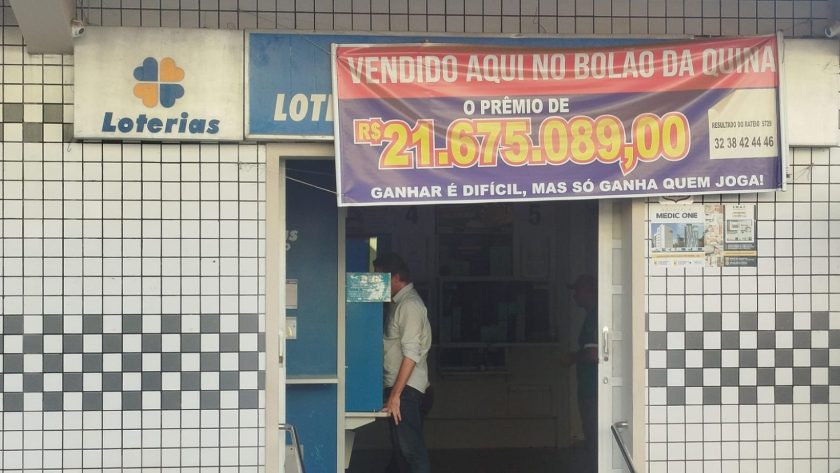 Loterias
LOT
VENDIDO AQUI NO BOLAO DA QUINA
O PRÊMIO DE
R$21.675.089,00
RESULTADO DO RATEIO 5725
32 38 42 44 46
GANHAR É DIFÍCIL, MAS SÓ GANHA QUEM JOGA!
MEDIC ONE